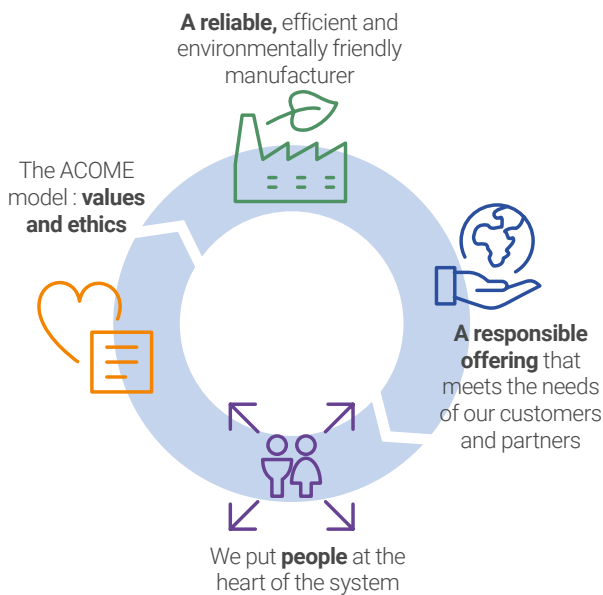 A reliable, efficient and
environmentally friendly
manufacturer
The ACOME
model : values
and ethics
A responsible
offering that
meets the needs
of our customers
and partners
We put people at the
heart of the system